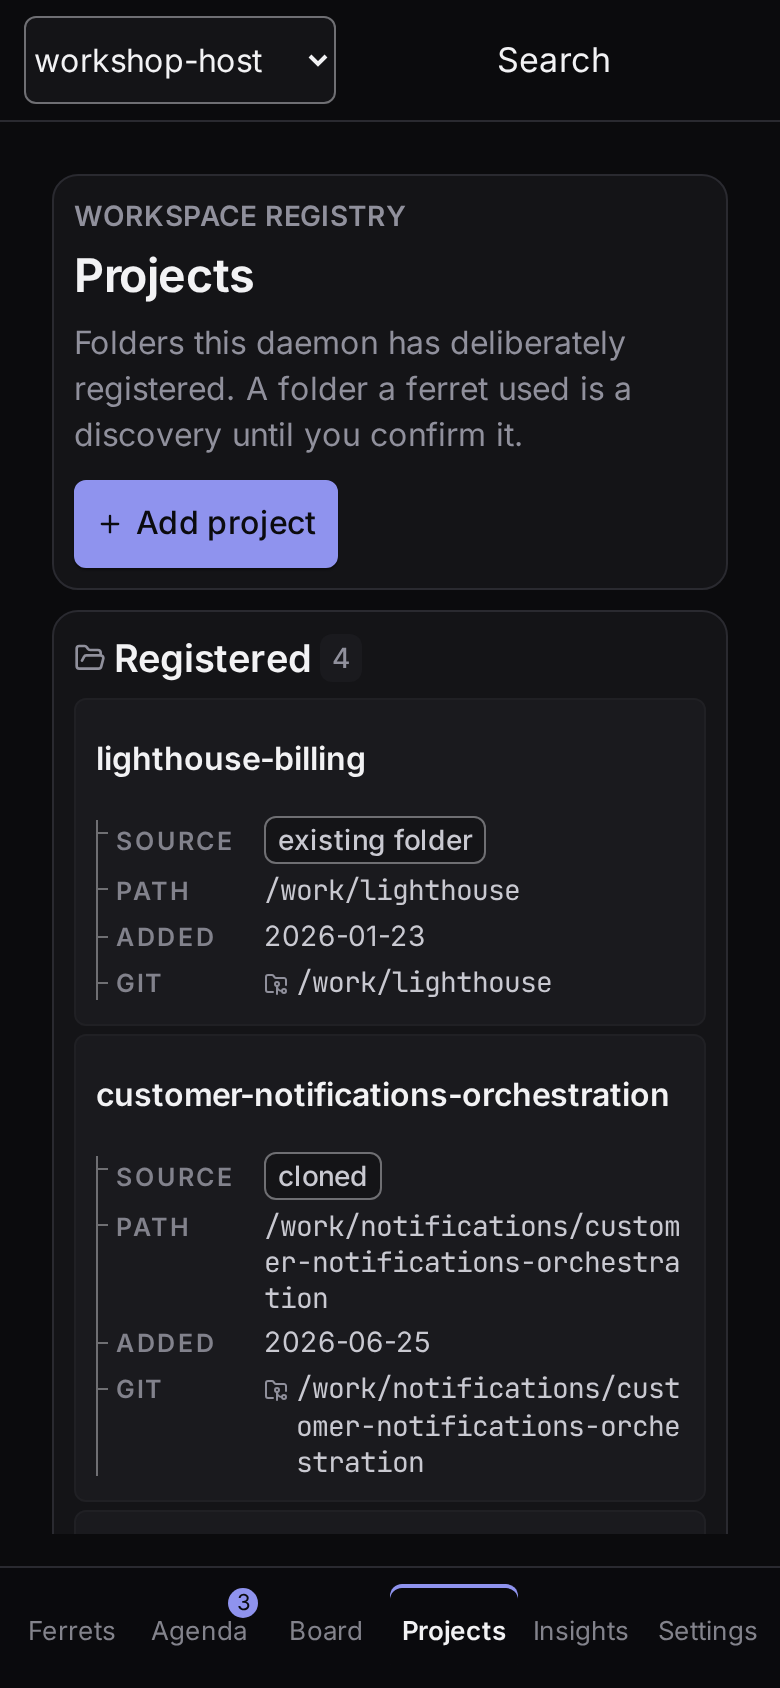 workshop-host
Search
WORKSPACE REGISTRY
Projects
Folders this daemon has deliberately
registered. A folder a ferret used is a
discovery until you confirm it.
+ Add project
Registered 4
lighthouse-billing
SOURCE existing folder
PATH /work/lighthouse
ADDED 2026-01-23
GIT /work/lighthouse
customer-notifications-orchestration
SOURCE cloned
PATH /work/notifications/custom
er-notifications-orchestra
tion
ADDED 2026-06-25
GIT /work/notifications/cust
omer-notifications-orche
stration
3
Ferrets Agenda Board Projects Insights Settings